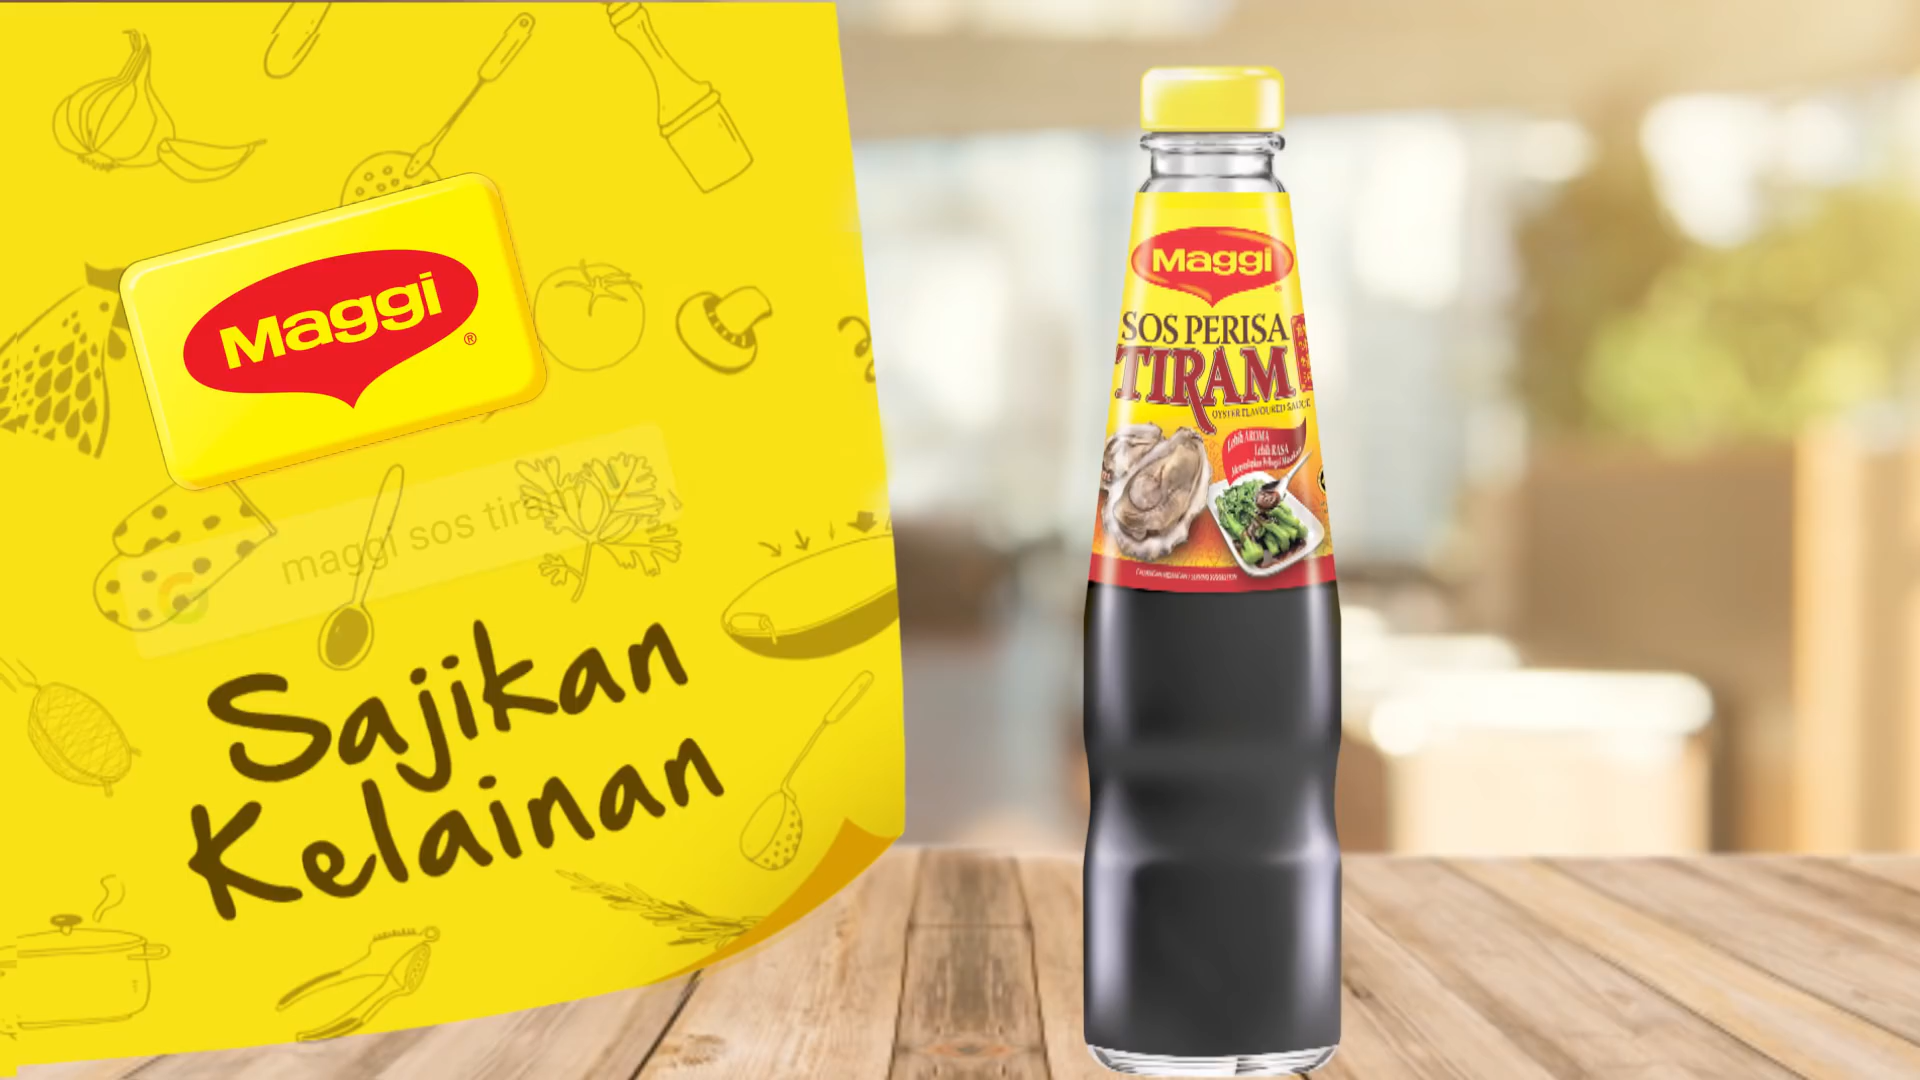 Maggi
®
maggi sos tiram
Sajikan
Kelainan
Maggi
®
SOS PERISA
TIRAM
OYSTER FLAVOURED SAUCE
Lebih AROMA
Lebih RASA